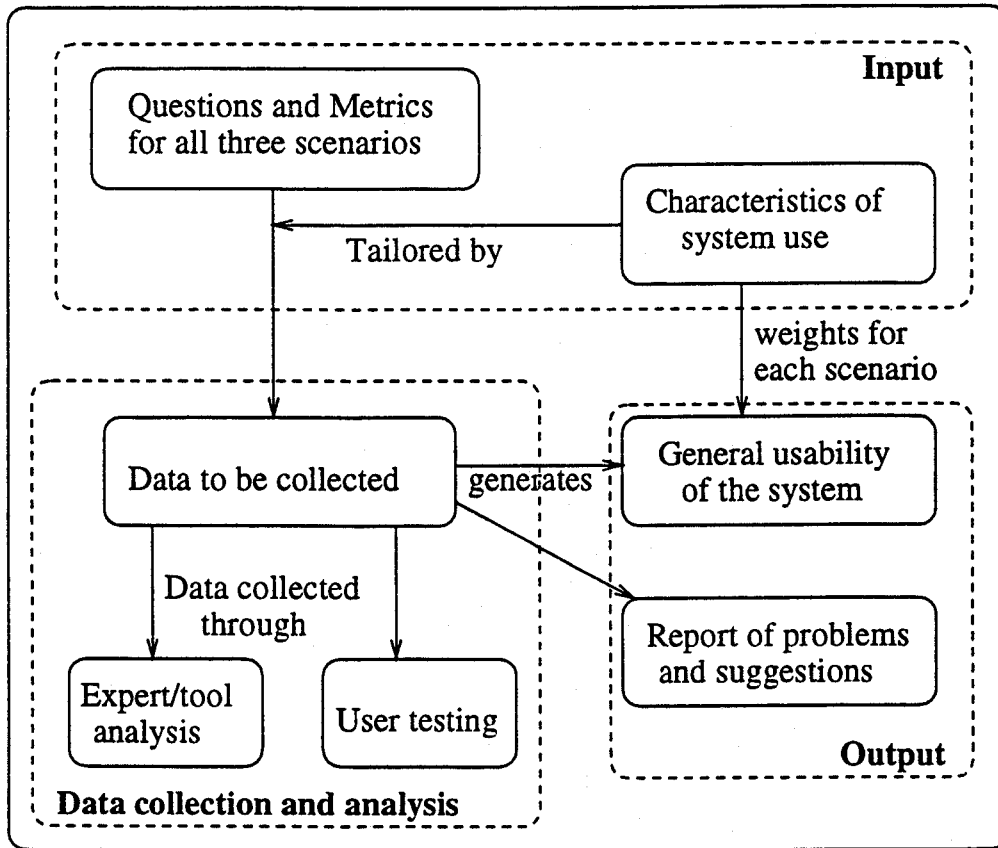 Input
Questions and Metrics
for all three scenarios
Characteristics of
system use
Tailored by
weights for
each scenario
Data to be collected
generates
General usability
of the system
Data collected
through
Report of problems
and suggestions
Expert/tool
analysis
User testing
Output
Data collection and analysis